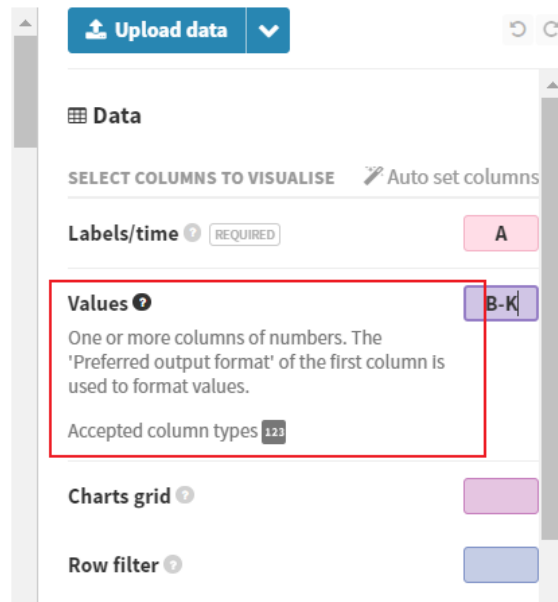 Upload data
Data
SELECT COLUMNS TO VISUALISE Auto set columns
Labels/time ? REQUIRED A
Values ? B-K
One or more columns of numbers. The
'Preferred output format' of the first column is
used to format values.
Accepted column types 123
Charts grid ?
Row filter ?